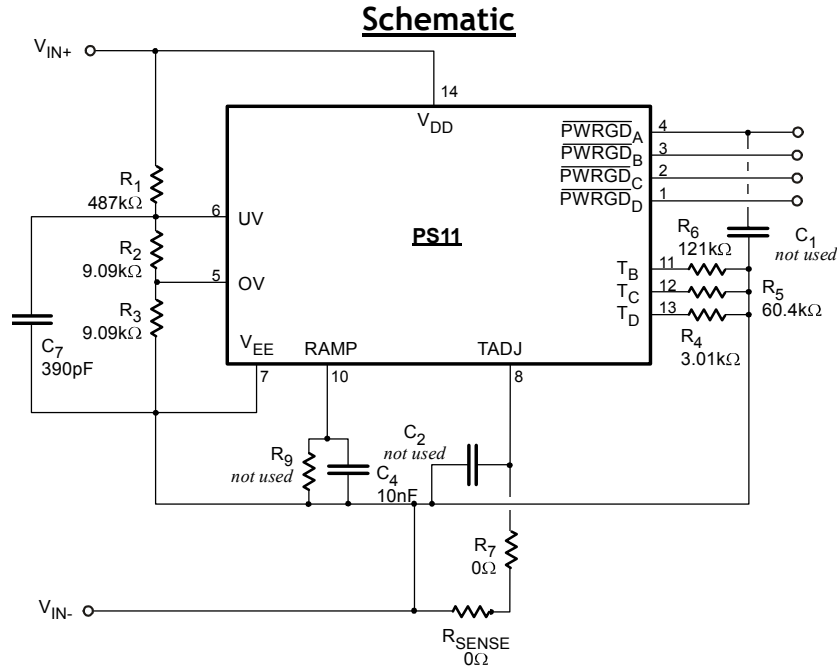 Schematic
VIN+
14
VDD
PWRGDA
4
PWRGDB
3
PWRGDC
2
PWRGDD
1
R1
487kΩ
6
UV
PS11
R2
9.09kΩ
5
OV
R3
9.09kΩ
C7
390pF
R6
121kΩ
C1
not used
TB
11
TC
12
TD
13
R5
60.4kΩ
R4
3.01kΩ
VEE
7
RAMP
10
TADJ
8
R9
not used
C4
10nF
C2
not used
R7
0Ω
VIN-
RSENSE
0Ω